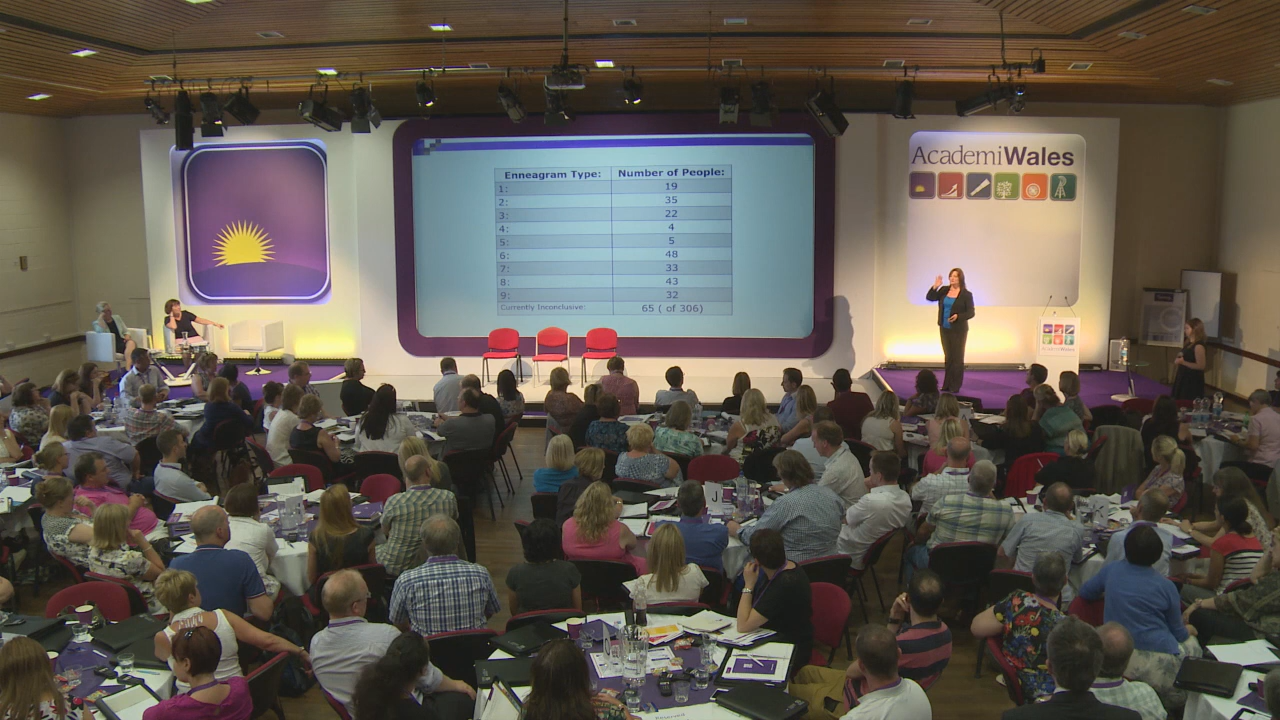 Enneagram Type: Number of People:
1: 19
2: 35
3: 22
4: 4
5: 5
6: 48
7: 33
8: 43
9: 32
Currently Inconclusive: 65 ( of 306)
AcademiWales
AcademiWales
J